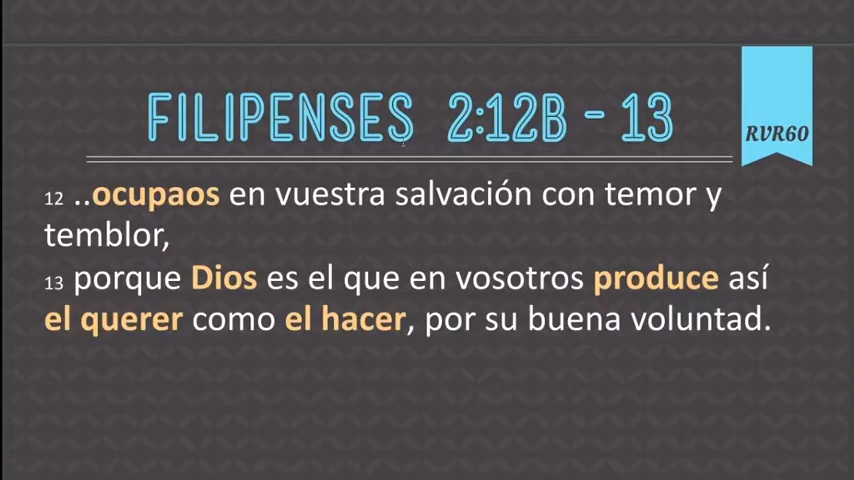 FILIPENSES 2:12B - 13
RVR60
12 ..ocupaos en vuestra salvación con temor y
temblor,
13 porque Dios es el que en vosotros produce así
el querer como el hacer, por su buena voluntad.